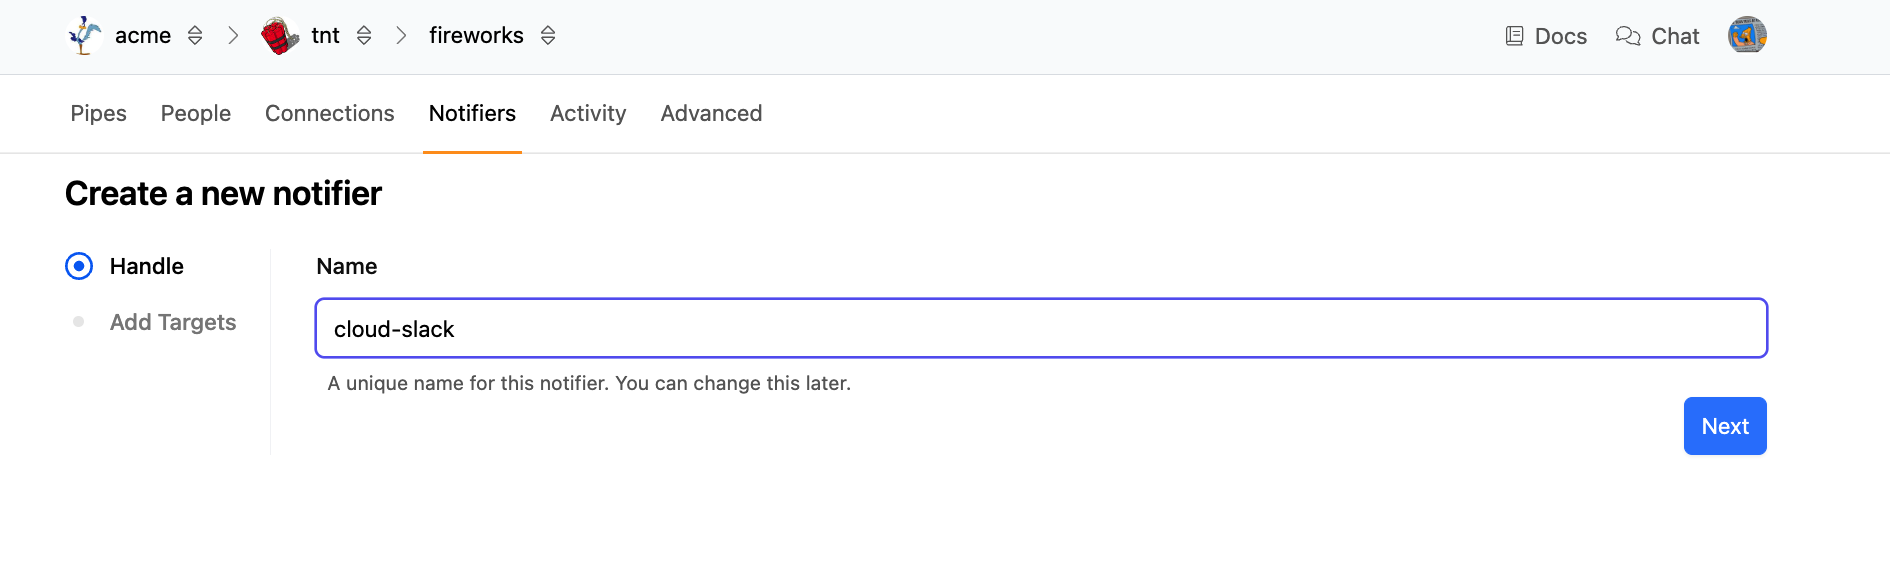 acme tnt fireworks Docs Chat
Pipes People Connections Notifiers Activity Advanced
Create a new notifier
Handle
Add Targets
Name
cloud-slack
A unique name for this notifier. You can change this later.
Next